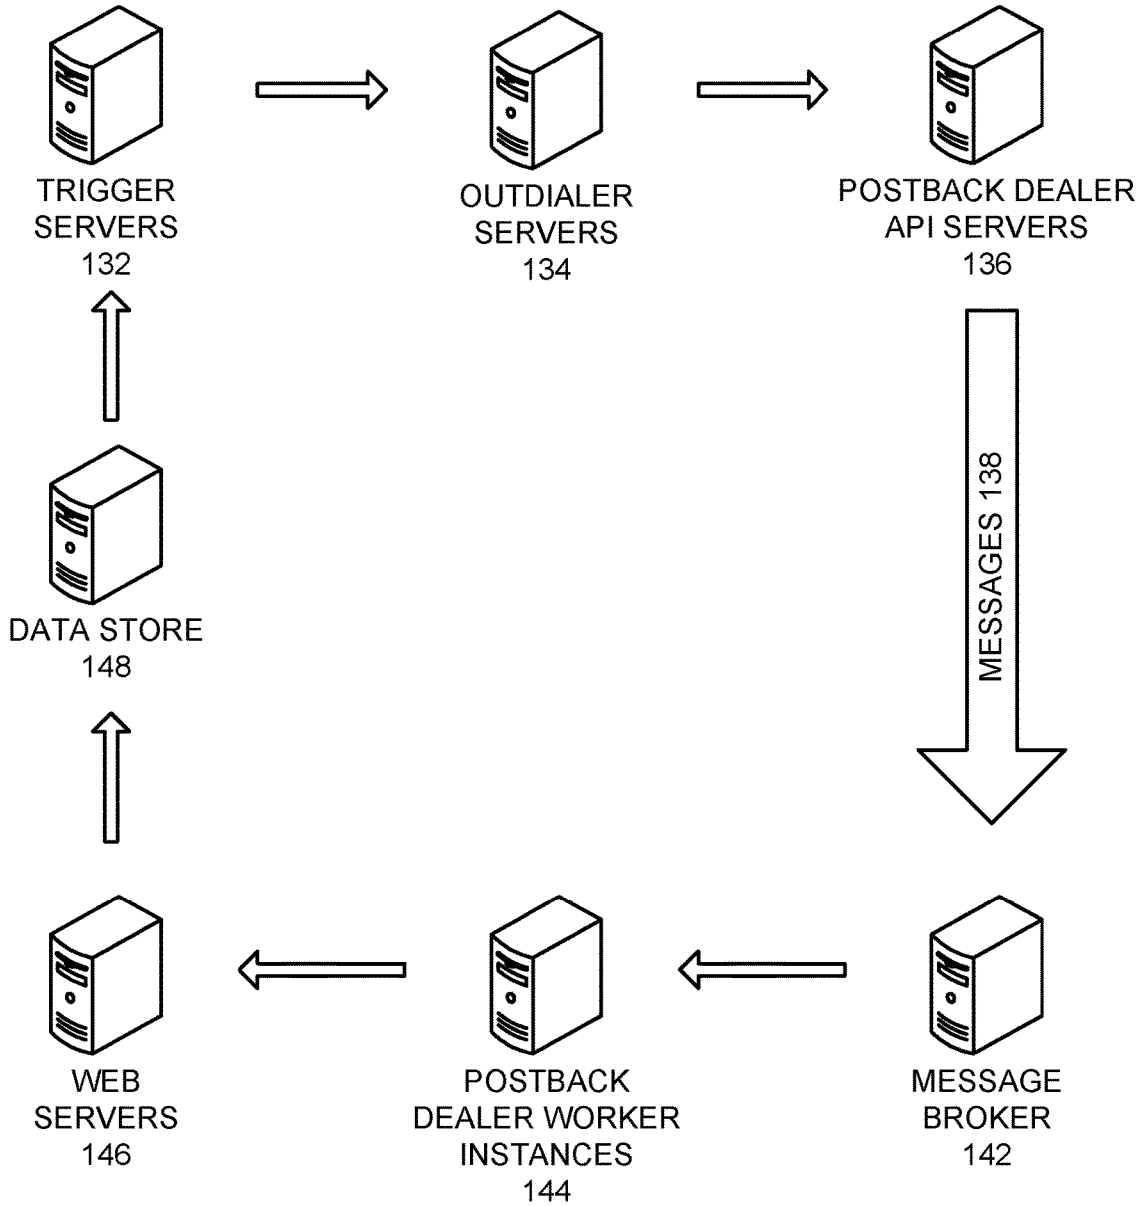 TRIGGER
SERVERS
132
OUTDIALER
SERVERS
134
POSTBACK DEALER
API SERVERS
136
MESSAGES 138
DATA STORE
148
WEB
SERVERS
146
POSTBACK
DEALER WORKER
INSTANCES
144
MESSAGE
BROKER
142